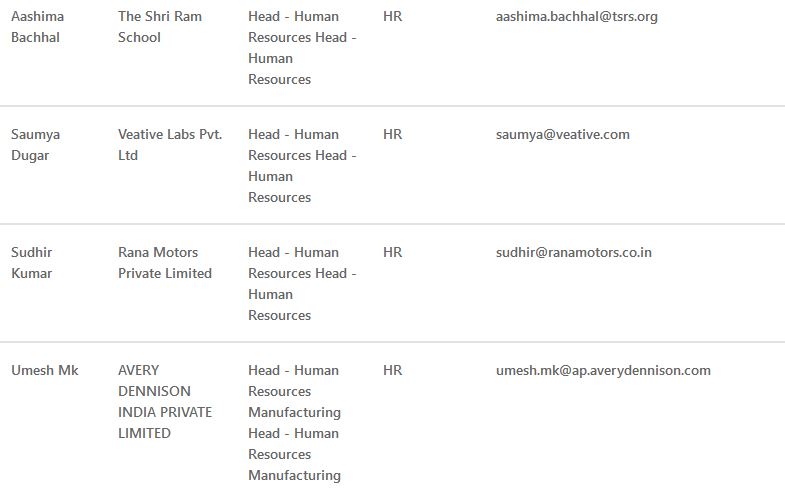 Aashima
Bachhal
The Shri Ram
School
Head - Human
Resources Head -
Human
Resources
HR
aashima.bachhal@tsrs.org
Saumya
Dugar
Veative Labs Pvt.
Ltd
Head - Human
Resources Head -
Human
Resources
HR
saumya@veative.com
Sudhir
Kumar
Rana Motors
Private Limited
Head - Human
Resources Head -
Human
Resources
HR
sudhir@ranamotors.co.in
Umesh Mk
AVERY
DENNISON
INDIA PRIVATE
LIMITED
Head - Human
Resources
Manufacturing
Head - Human
Resources
Manufacturing
HR
umesh.mk@ap.averydennison.com